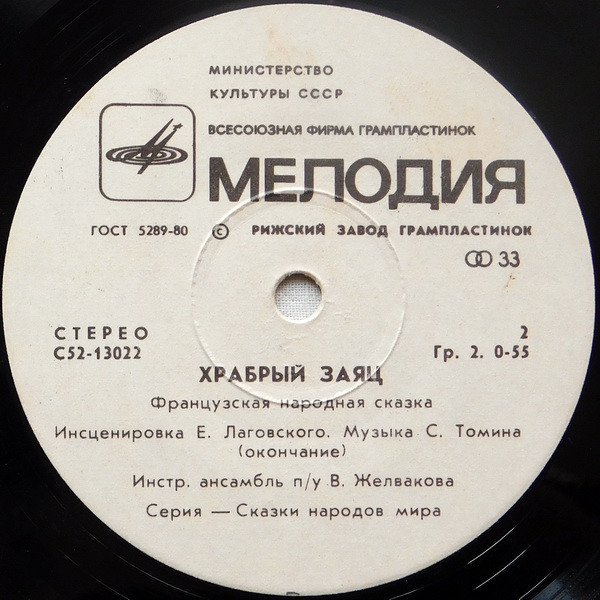 МИНИСТЕРСТВО
КУЛЬТУРЫ СССР
ВСЕСОЮЗНАЯ ФИРМА ГРАМПЛАСТИНОК
МЕЛОДИЯ
ГОСТ 5289-80 © РИЖСКИЙ ЗАВОД ГРАМПЛАСТИНОК
33
СТЕРЕО 2
С52-13022 Гр. 2. 0-55
ХРАБРЫЙ ЗАЯЦ
Французская народная сказка
Инсценировка Е. Лаговского. Музыка С. Томина
(окончание)
Инстр. ансамбль п/у В. Желвакова
Серия — Сказки народов мира